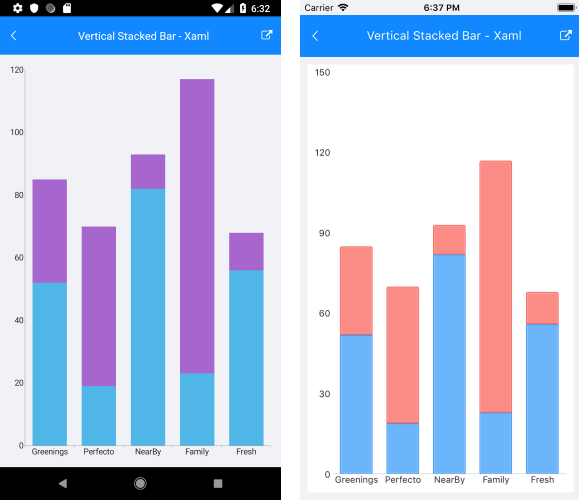 6:32
Vertical Stacked Bar - Xaml
120
100
80
60
40
20
0
Greenings Perfecto NearBy Family Fresh
Carrier 6:37 PM
Vertical Stacked Bar - Xaml
150
120
90
60
30
0
Greenings Perfecto NearBy Family Fresh